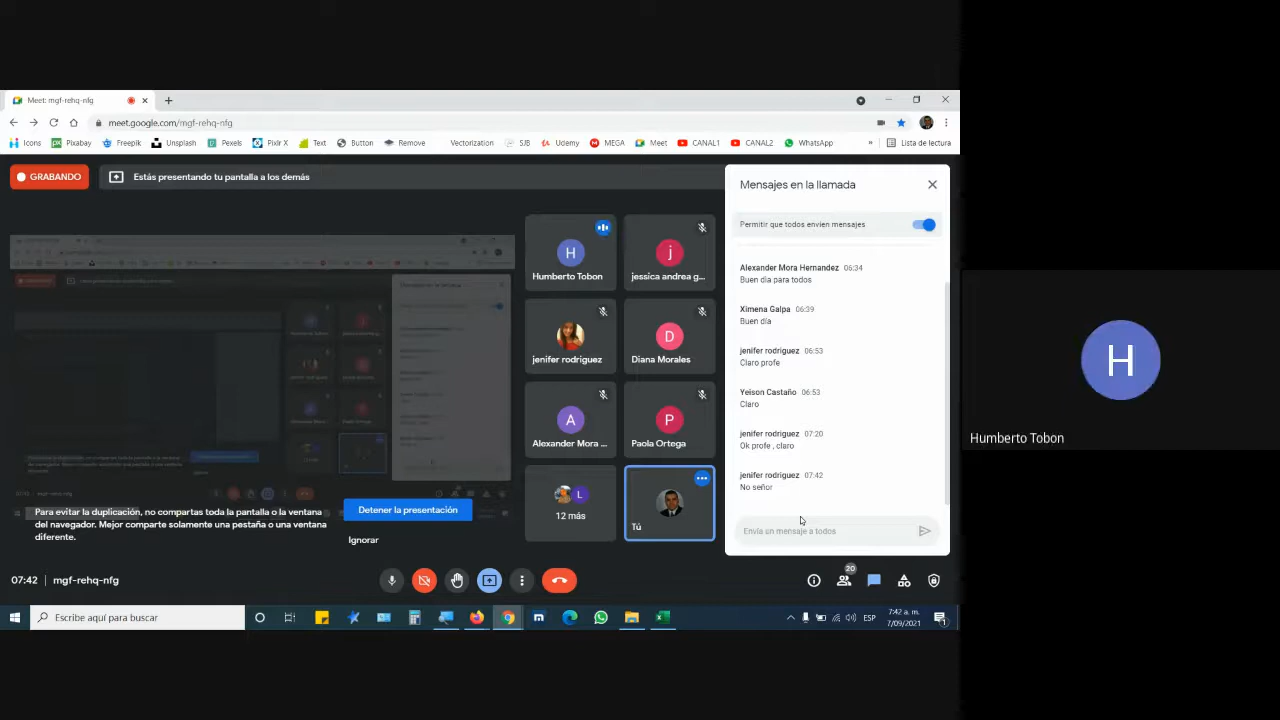 Meet: mgf-rehq-nfg
meet.google.com/mgf-rehq-nfg
Icons
Pixabay
Freepik
Unsplash
Pexels
Pixlr X
Text
Button
Remove
Vectorization
SJB
Udemy
MEGA
Meet
CANAL1
CANAL2
WhatsApp
»
Lista de lectura
GRABANDO
Estás presentando tu pantalla a los demás
H
Humberto Tobon
j
jessica andrea g...
jenifer rodriguez
D
Diana Morales
A
Alexander Mora ...
P
Paola Ortega
L
12 más
Tú
Para evitar la duplicación, no compartas toda la pantalla o la ventana
del navegador. Mejor comparte solamente una pestaña o una ventana
diferente.
Detener la presentación
Ignorar
Mensajes en la llamada
Permitir que todos envíen mensajes
Alexander Mora Hernandez 06:34
Buen dia para todos
Ximena Galpa 06:39
Buen día
jenifer rodriguez 06:53
Claro profe
Yeison Castaño 06:53
Claro
jenifer rodriguez 07:20
Ok profe , claro
jenifer rodriguez 07:42
No señor
Envía un mensaje a todos
07:42 | mgf-rehq-nfg
20
Escribe aquí para buscar
ESP
7:42 a. m.
7/09/2021
1
H
Humberto Tobon